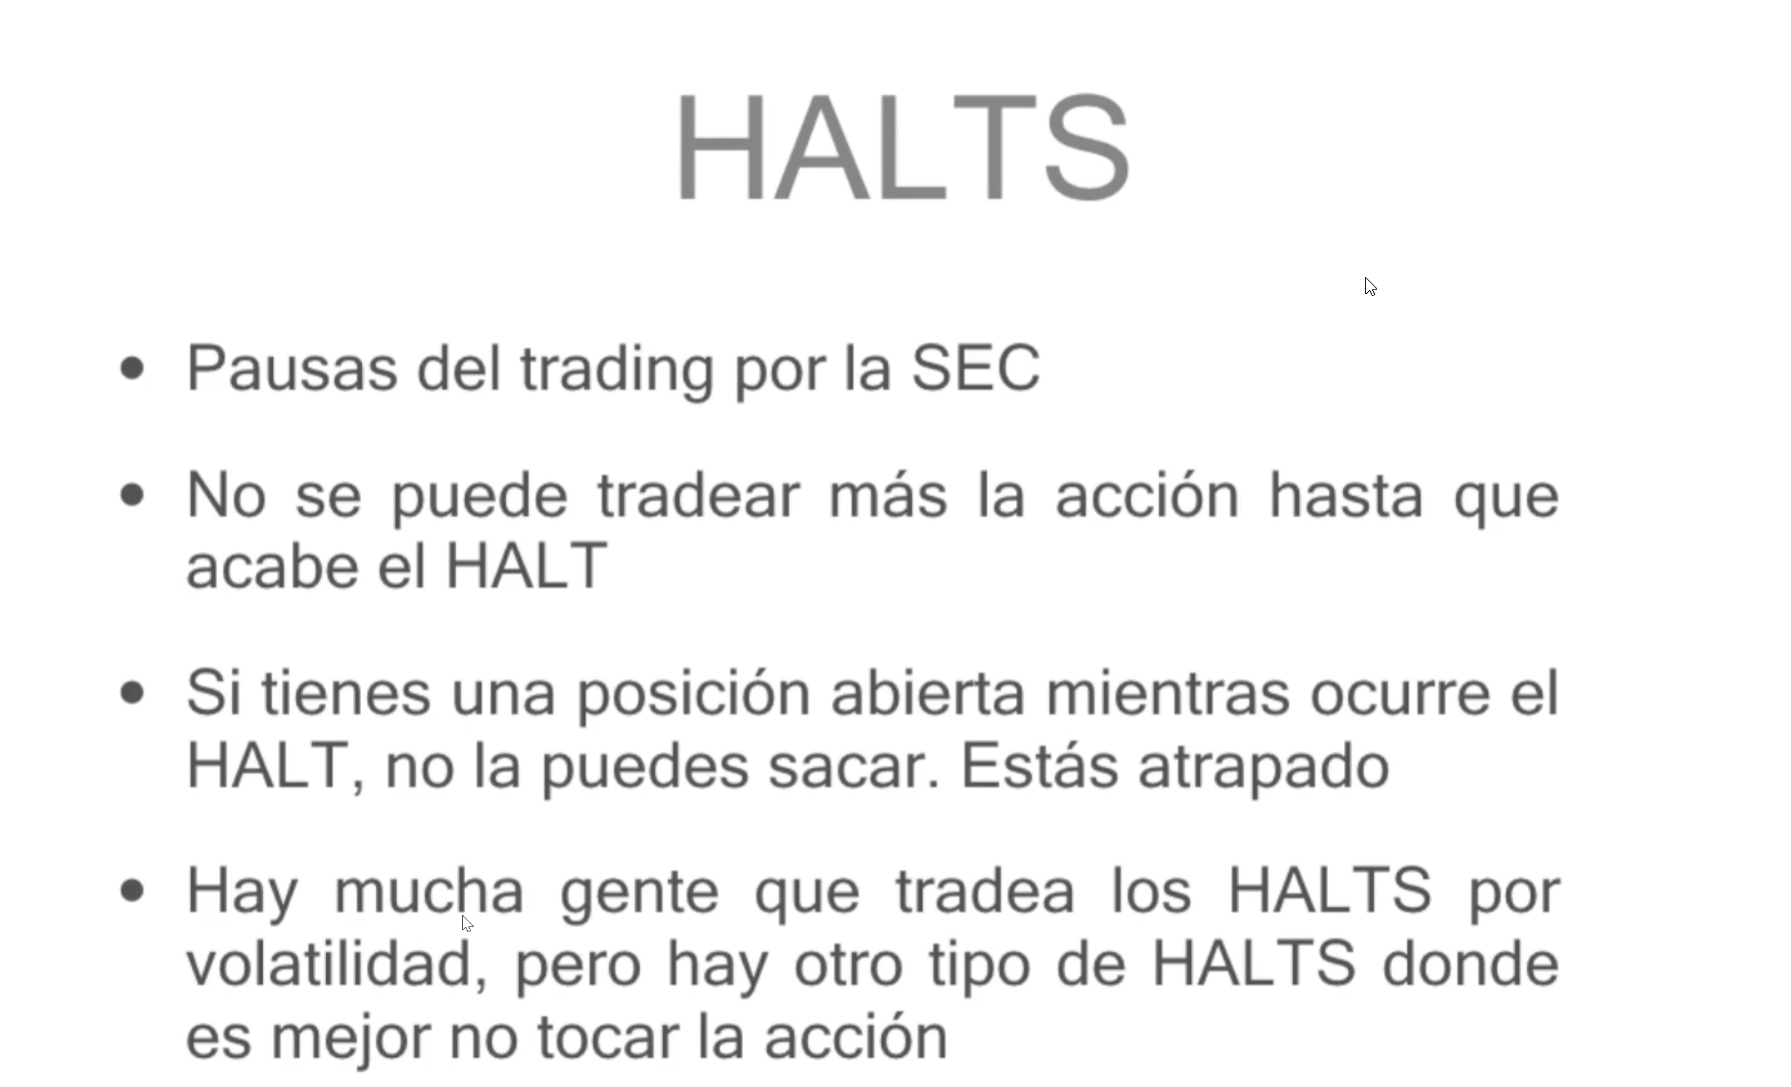 HALTS
• Pausas del trading por la SEC
• No se puede tradear más la acción hasta que
acabe el HALT
• Si tienes una posición abierta mientras ocurre el
HALT, no la puedes sacar. Estás atrapado
• Hay mucha gente que tradea los HALTS por
volatilidad, pero hay otro tipo de HALTS donde
es mejor no tocar la acción